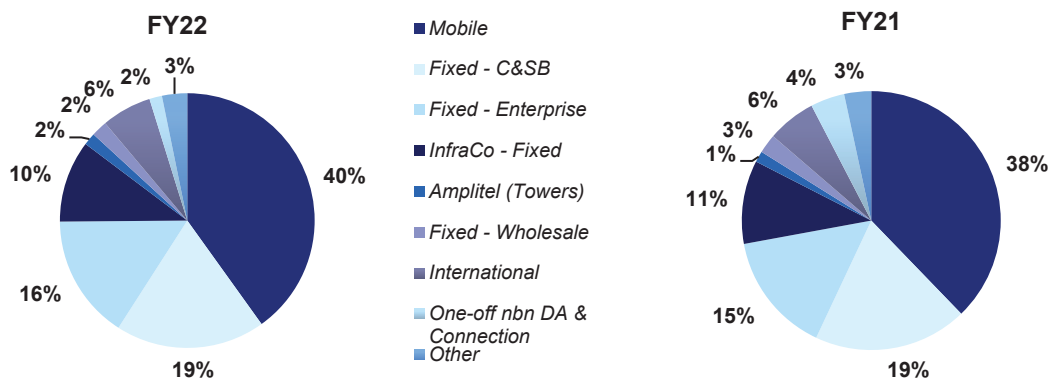 FY22
3%
2%
6%
2%
2%
10%
16%
19%
40%
Mobile
Fixed - C&SB
Fixed - Enterprise
InfraCo - Fixed
Amplitel (Towers)
Fixed - Wholesale
International
One-off nbn DA &
Connection
Other
FY21
3%
4%
6%
3%
1%
11%
15%
19%
38%